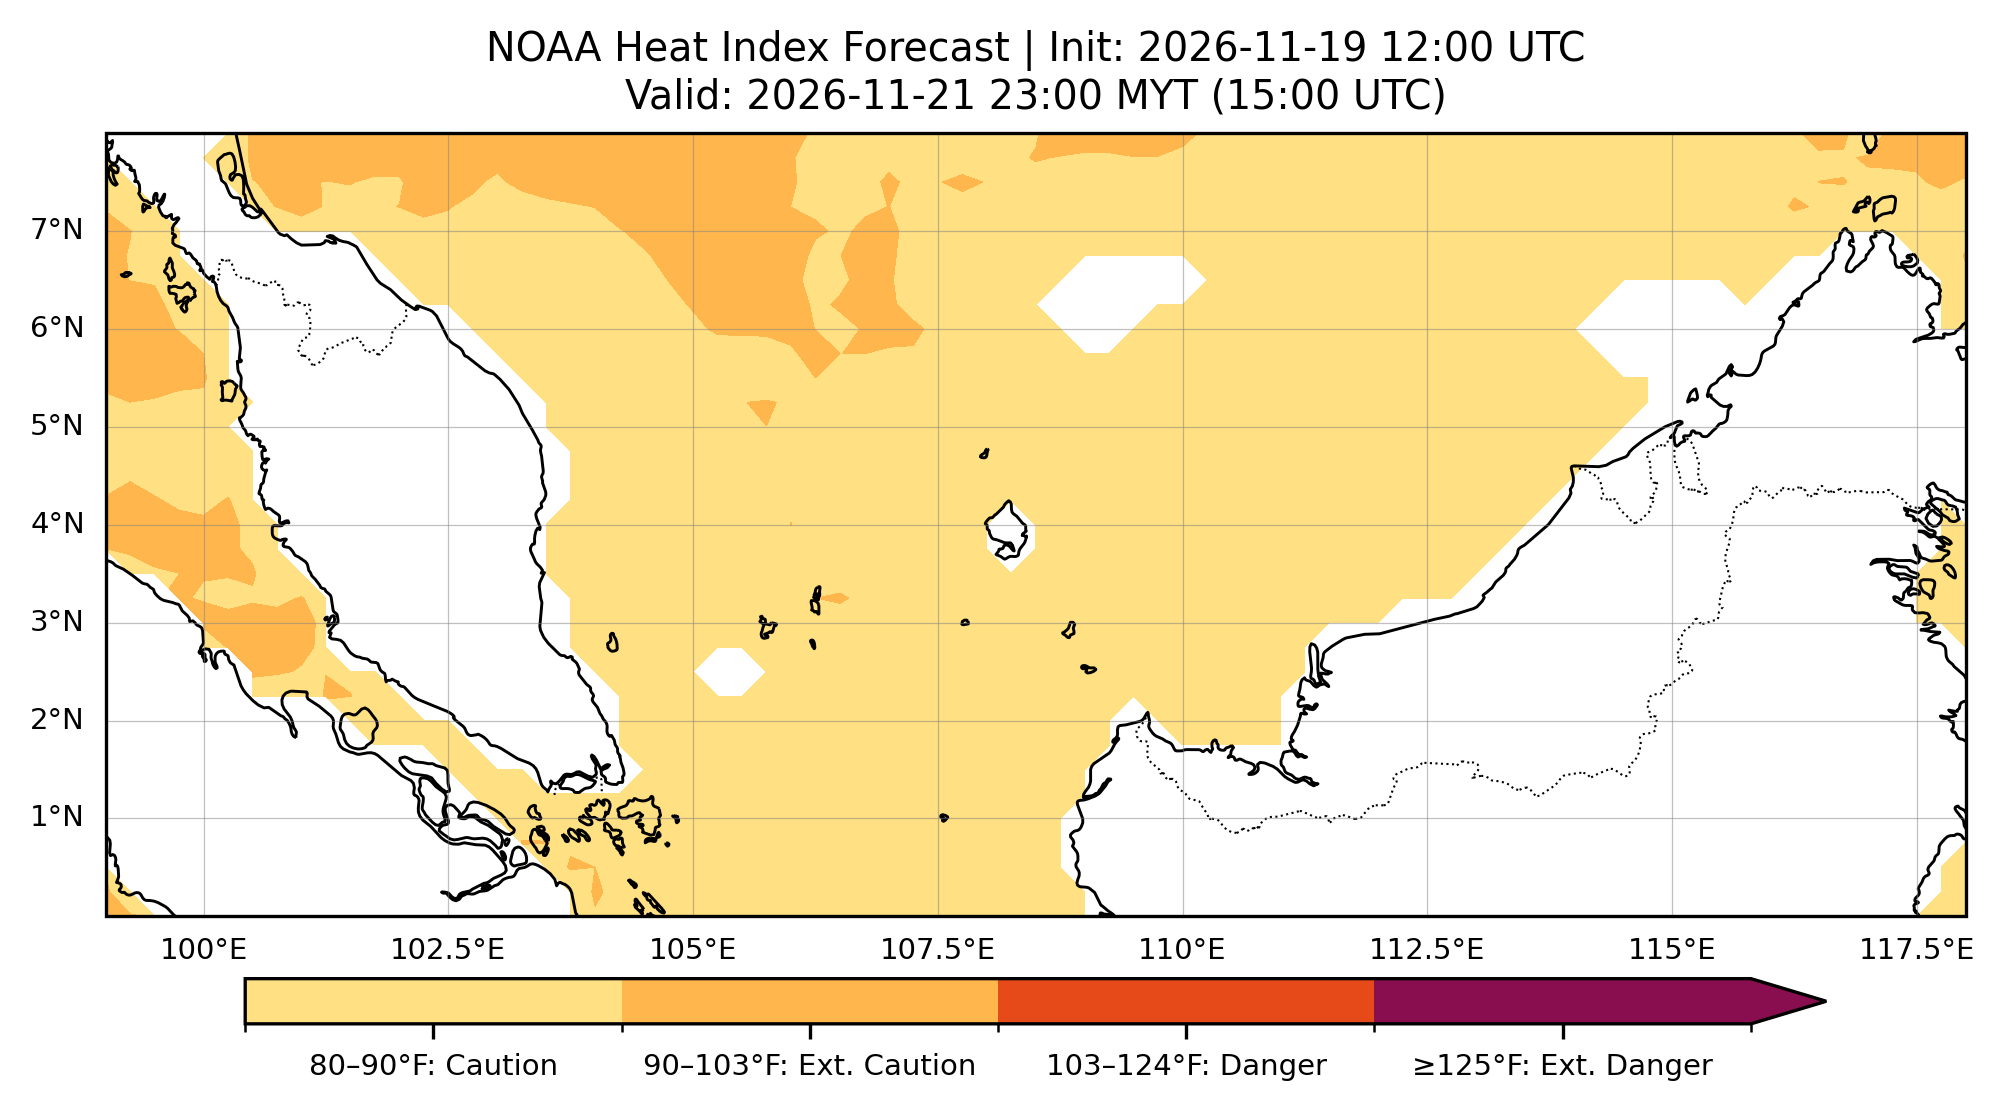 NOAA Heat Index Forecast | Init: 2026-11-19 12:00 UTC
Valid: 2026-11-21 23:00 MYT (15:00 UTC)
7°N
6°N
5°N
4°N
3°N
2°N
1°N
100°E 102.5°E 105°E 107.5°E 110°E 112.5°E 115°E 117.5°E
80–90°F: Caution 90–103°F: Ext. Caution 103–124°F: Danger ≥125°F: Ext. Danger